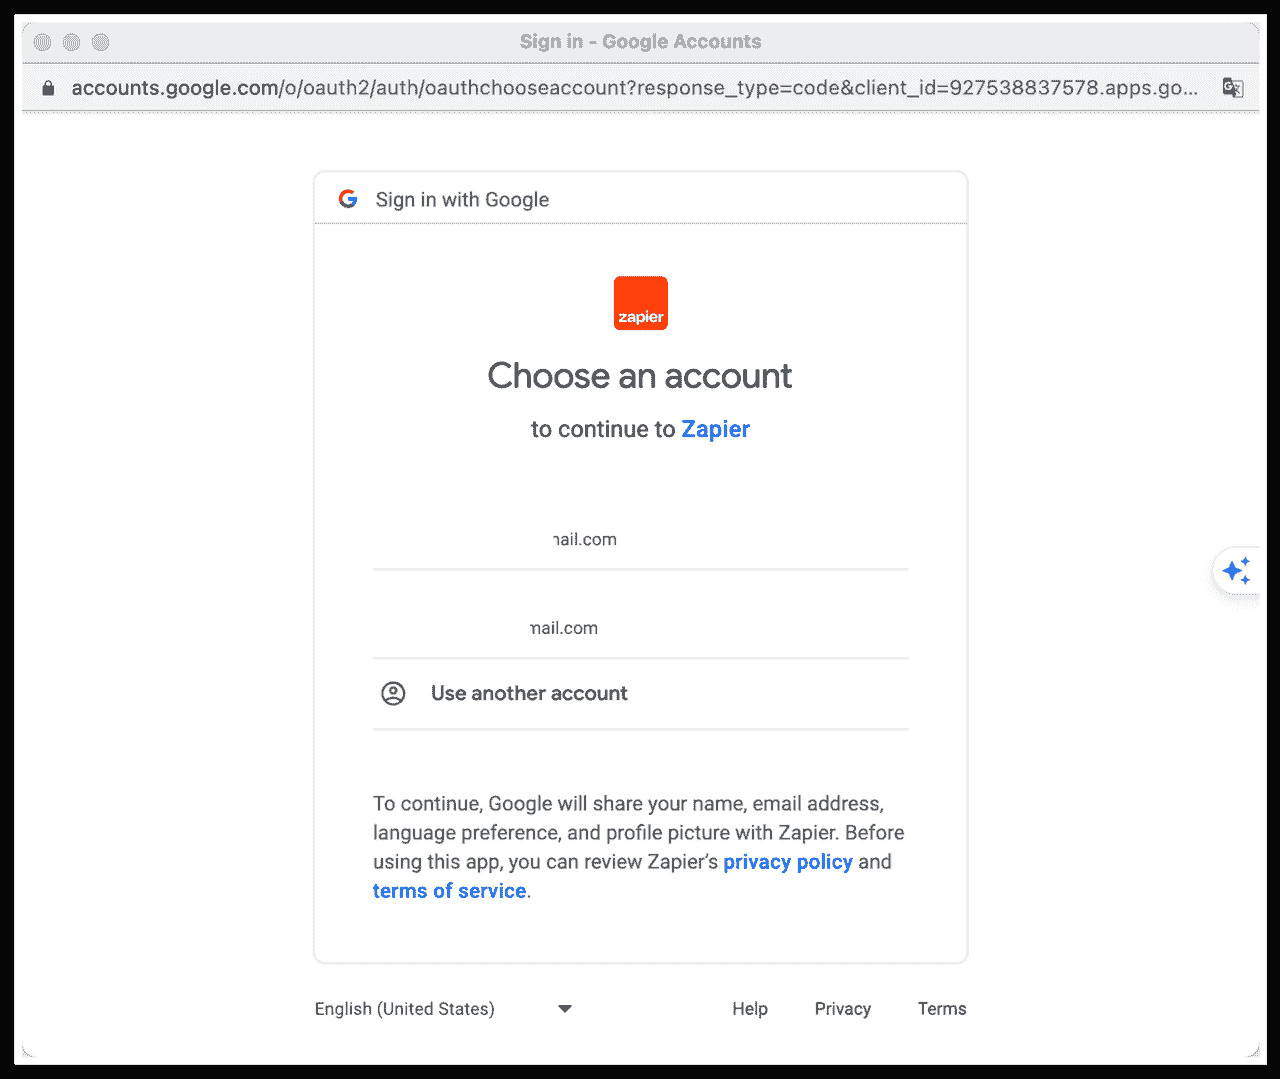 Sign in - Google Accounts
accounts.google.com/o/oauth2/auth/oauthchooseaccount?response_type=code&client_id=927538837578.apps.go...
Sign in with Google
zapier
Choose an account
to continue to Zapier
mail.com
mail.com
Use another account
To continue, Google will share your name, email address,
language preference, and profile picture with Zapier. Before
using this app, you can review Zapier's privacy policy and
terms of service.
English (United States)
Help
Privacy
Terms